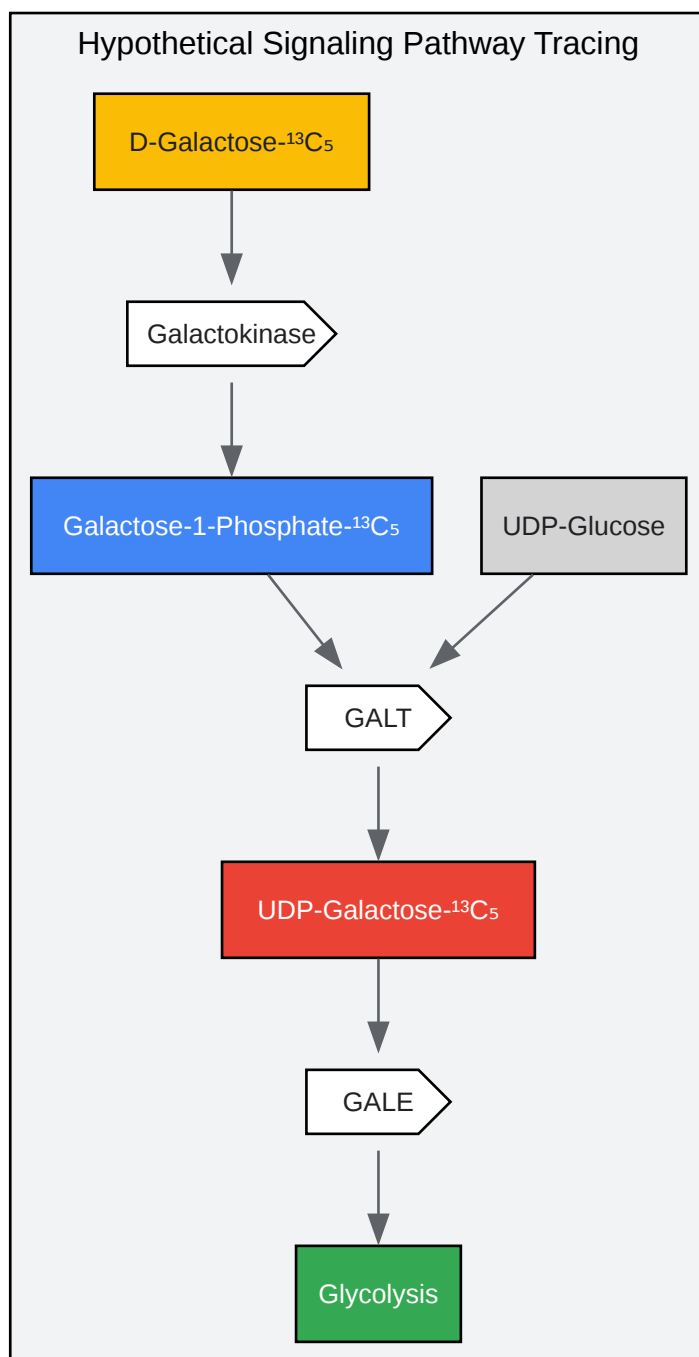 Hypothetical Signaling Pathway Tracing
D-Galactose-¹³C₅
Galactokinase
Galactose-1-Phosphate-¹³C₅
UDP-Glucose
GALT
UDP-Galactose-¹³C₅
GALE
Glycolysis